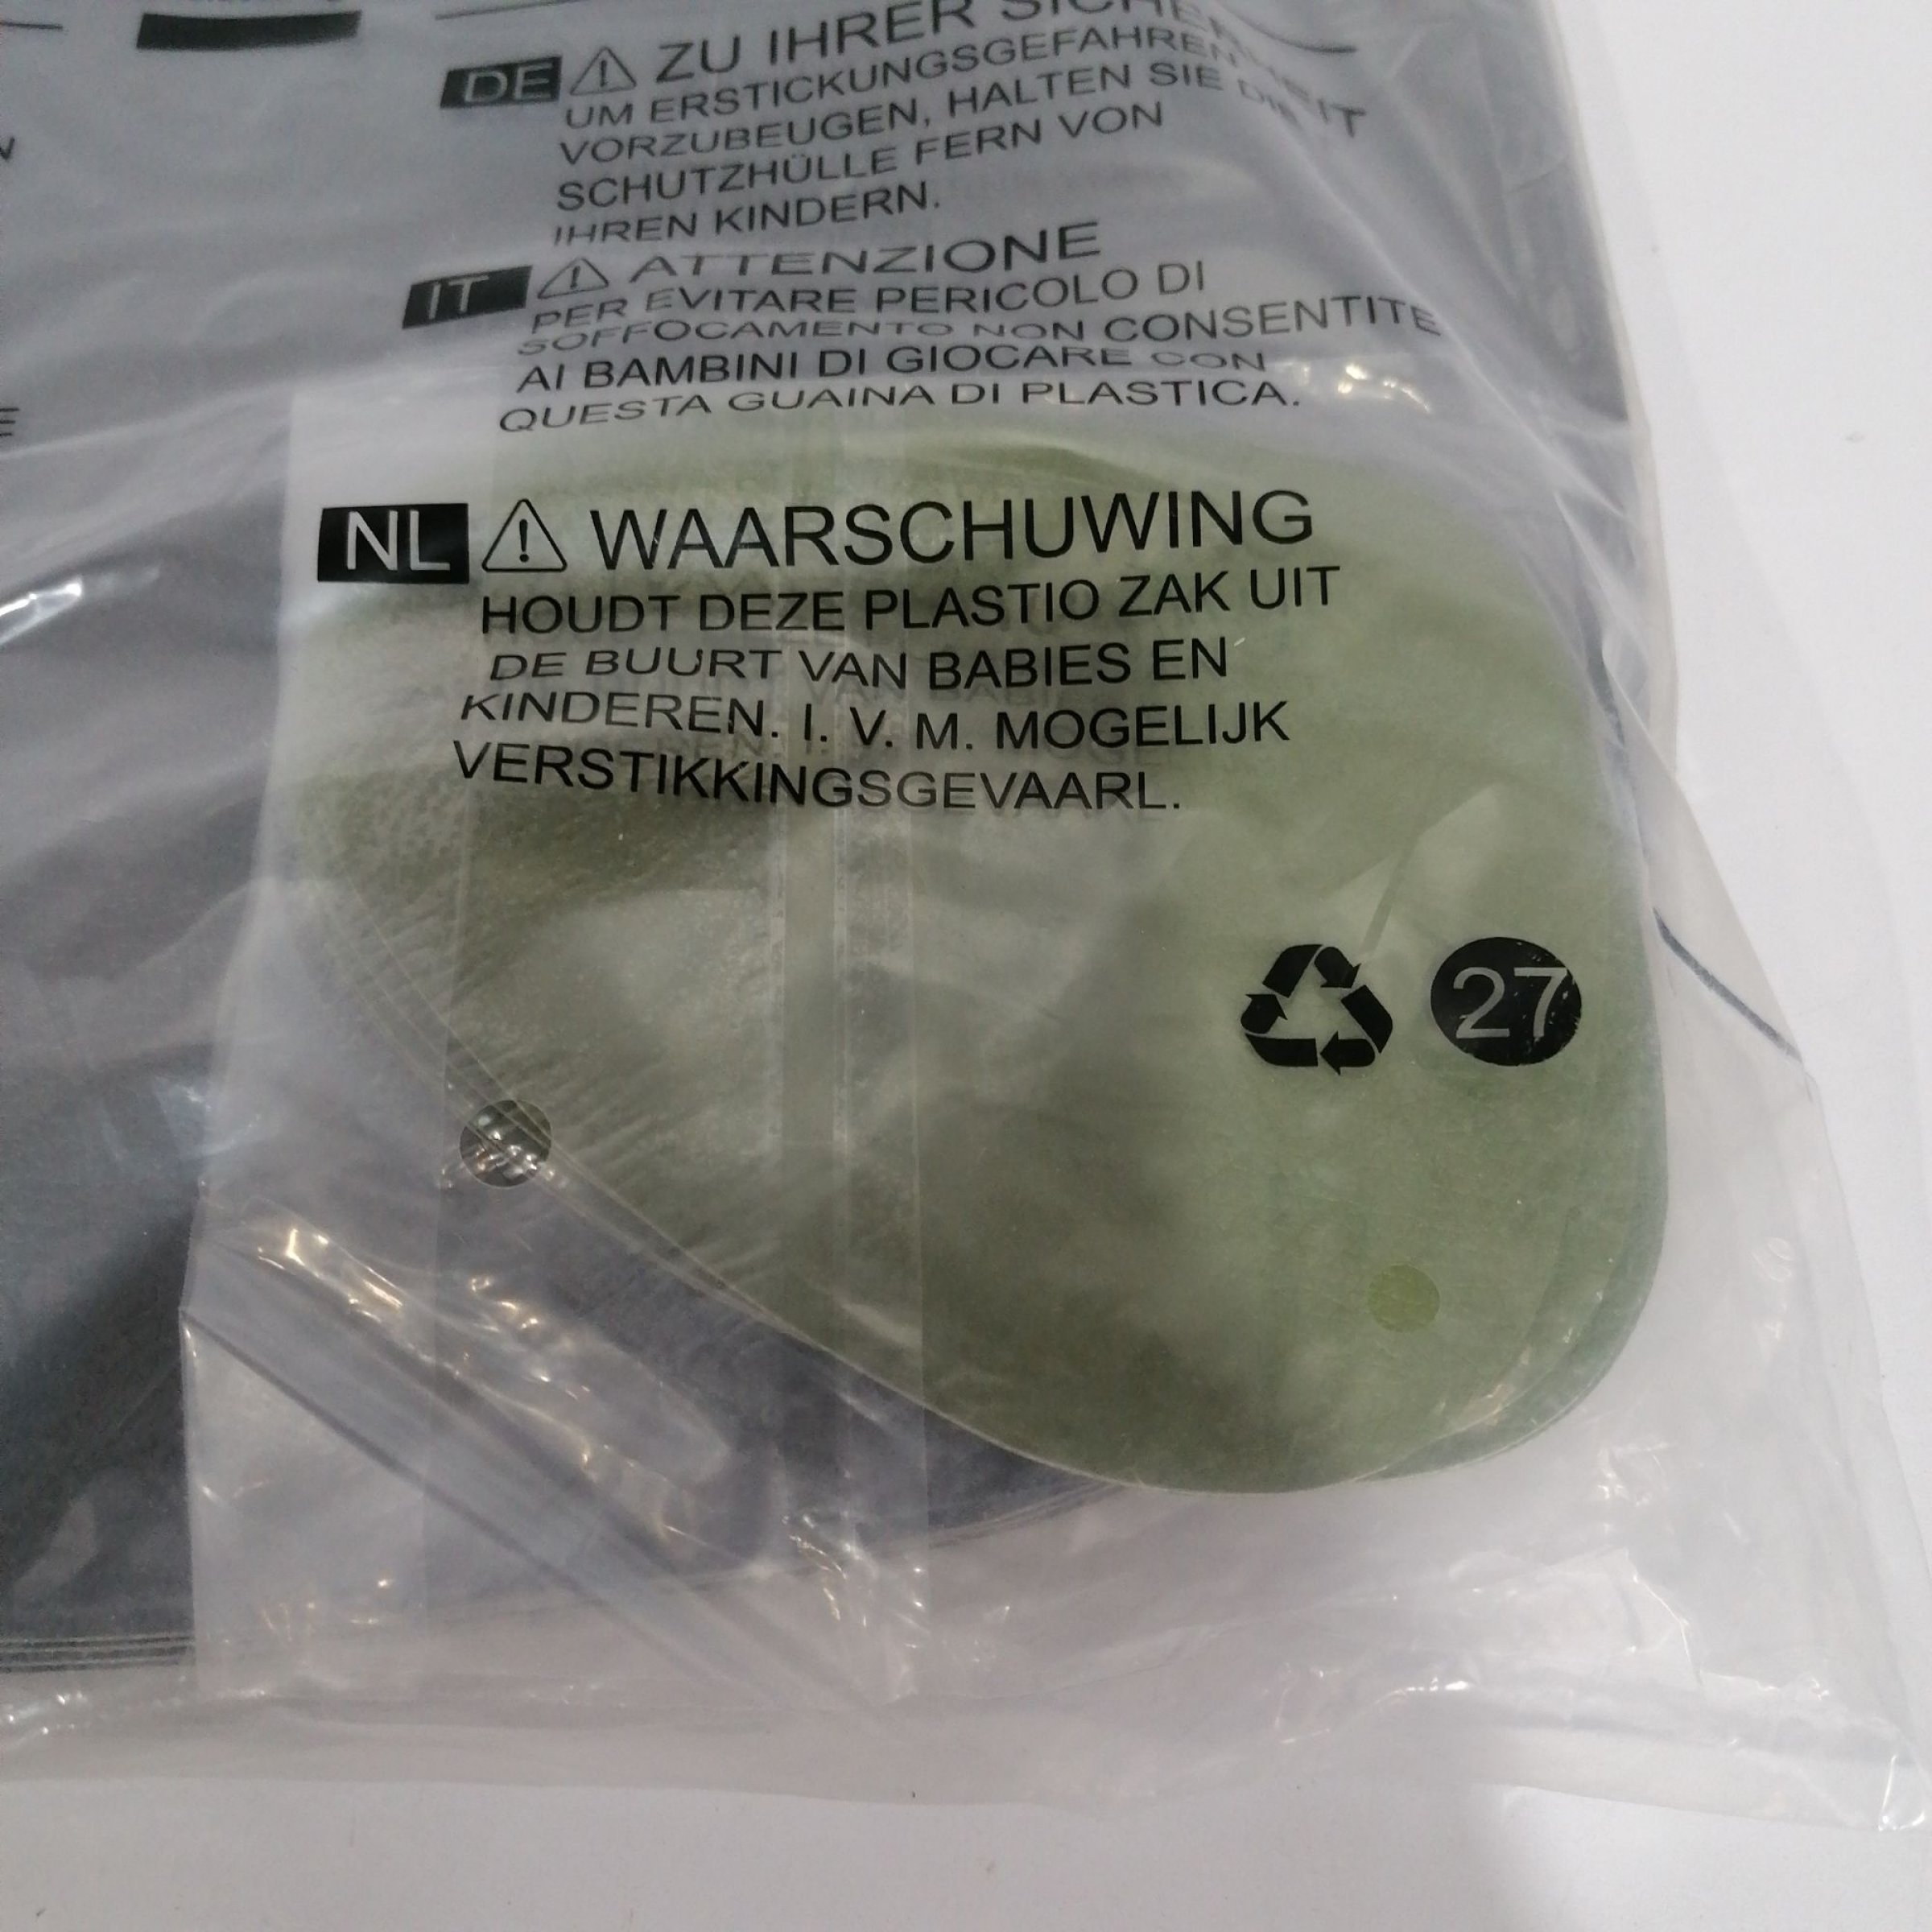 DE ⚠ ZU IHRER SICHERHEIT
UM ERSTICKUNGSGEFAHREN
VORZUBEUGEN, HALTEN SIE DIE
SCHUTZHÜLLE FERN VON
IHREN KINDERN.
IT ⚠ ATTENZIONE
PER EVITARE PERICOLO DI
SOFFOCAMENTO NON CONSENTITE
AI BAMBINI DI GIOCARE CON
QUESTA GUAINA DI PLASTICA.
NL ⚠ WAARSCHUWING
HOUDT DEZE PLASTIO ZAK UIT
DE BUURT VAN BABIES EN
KINDEREN. I. V. M. MOGELIJK
VERSTIKKINGSGEVAARL.
27